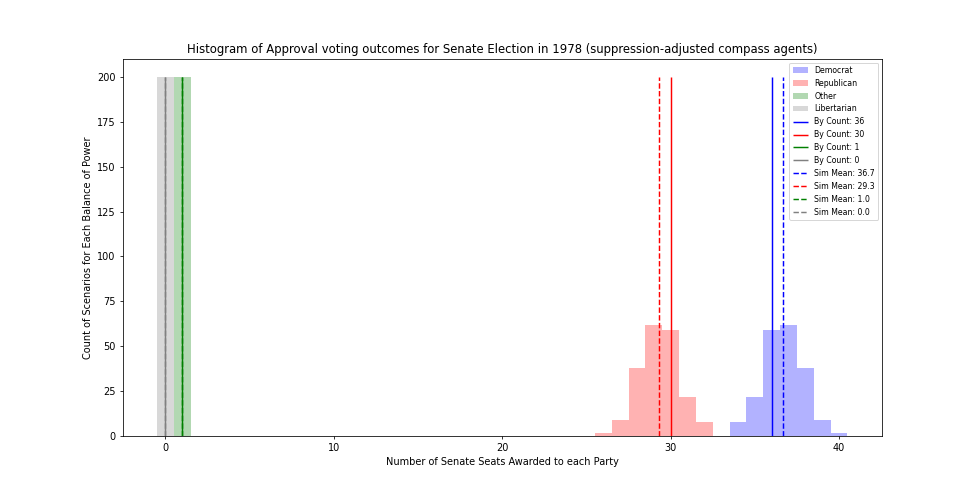 Histogram of Approval voting outcomes for Senate Election in 1978 (suppression-adjusted compass agents)
Count of Scenarios for Each Balance of Power
200
175
150
125
100
75
50
25
0
0 10 20 30 40
Number of Senate Seats Awarded to each Party
Democrat
Republican
Other
Libertarian
By Count: 36
By Count: 30
By Count: 1
By Count: 0
Sim Mean: 36.7
Sim Mean: 29.3
Sim Mean: 1.0
Sim Mean: 0.0